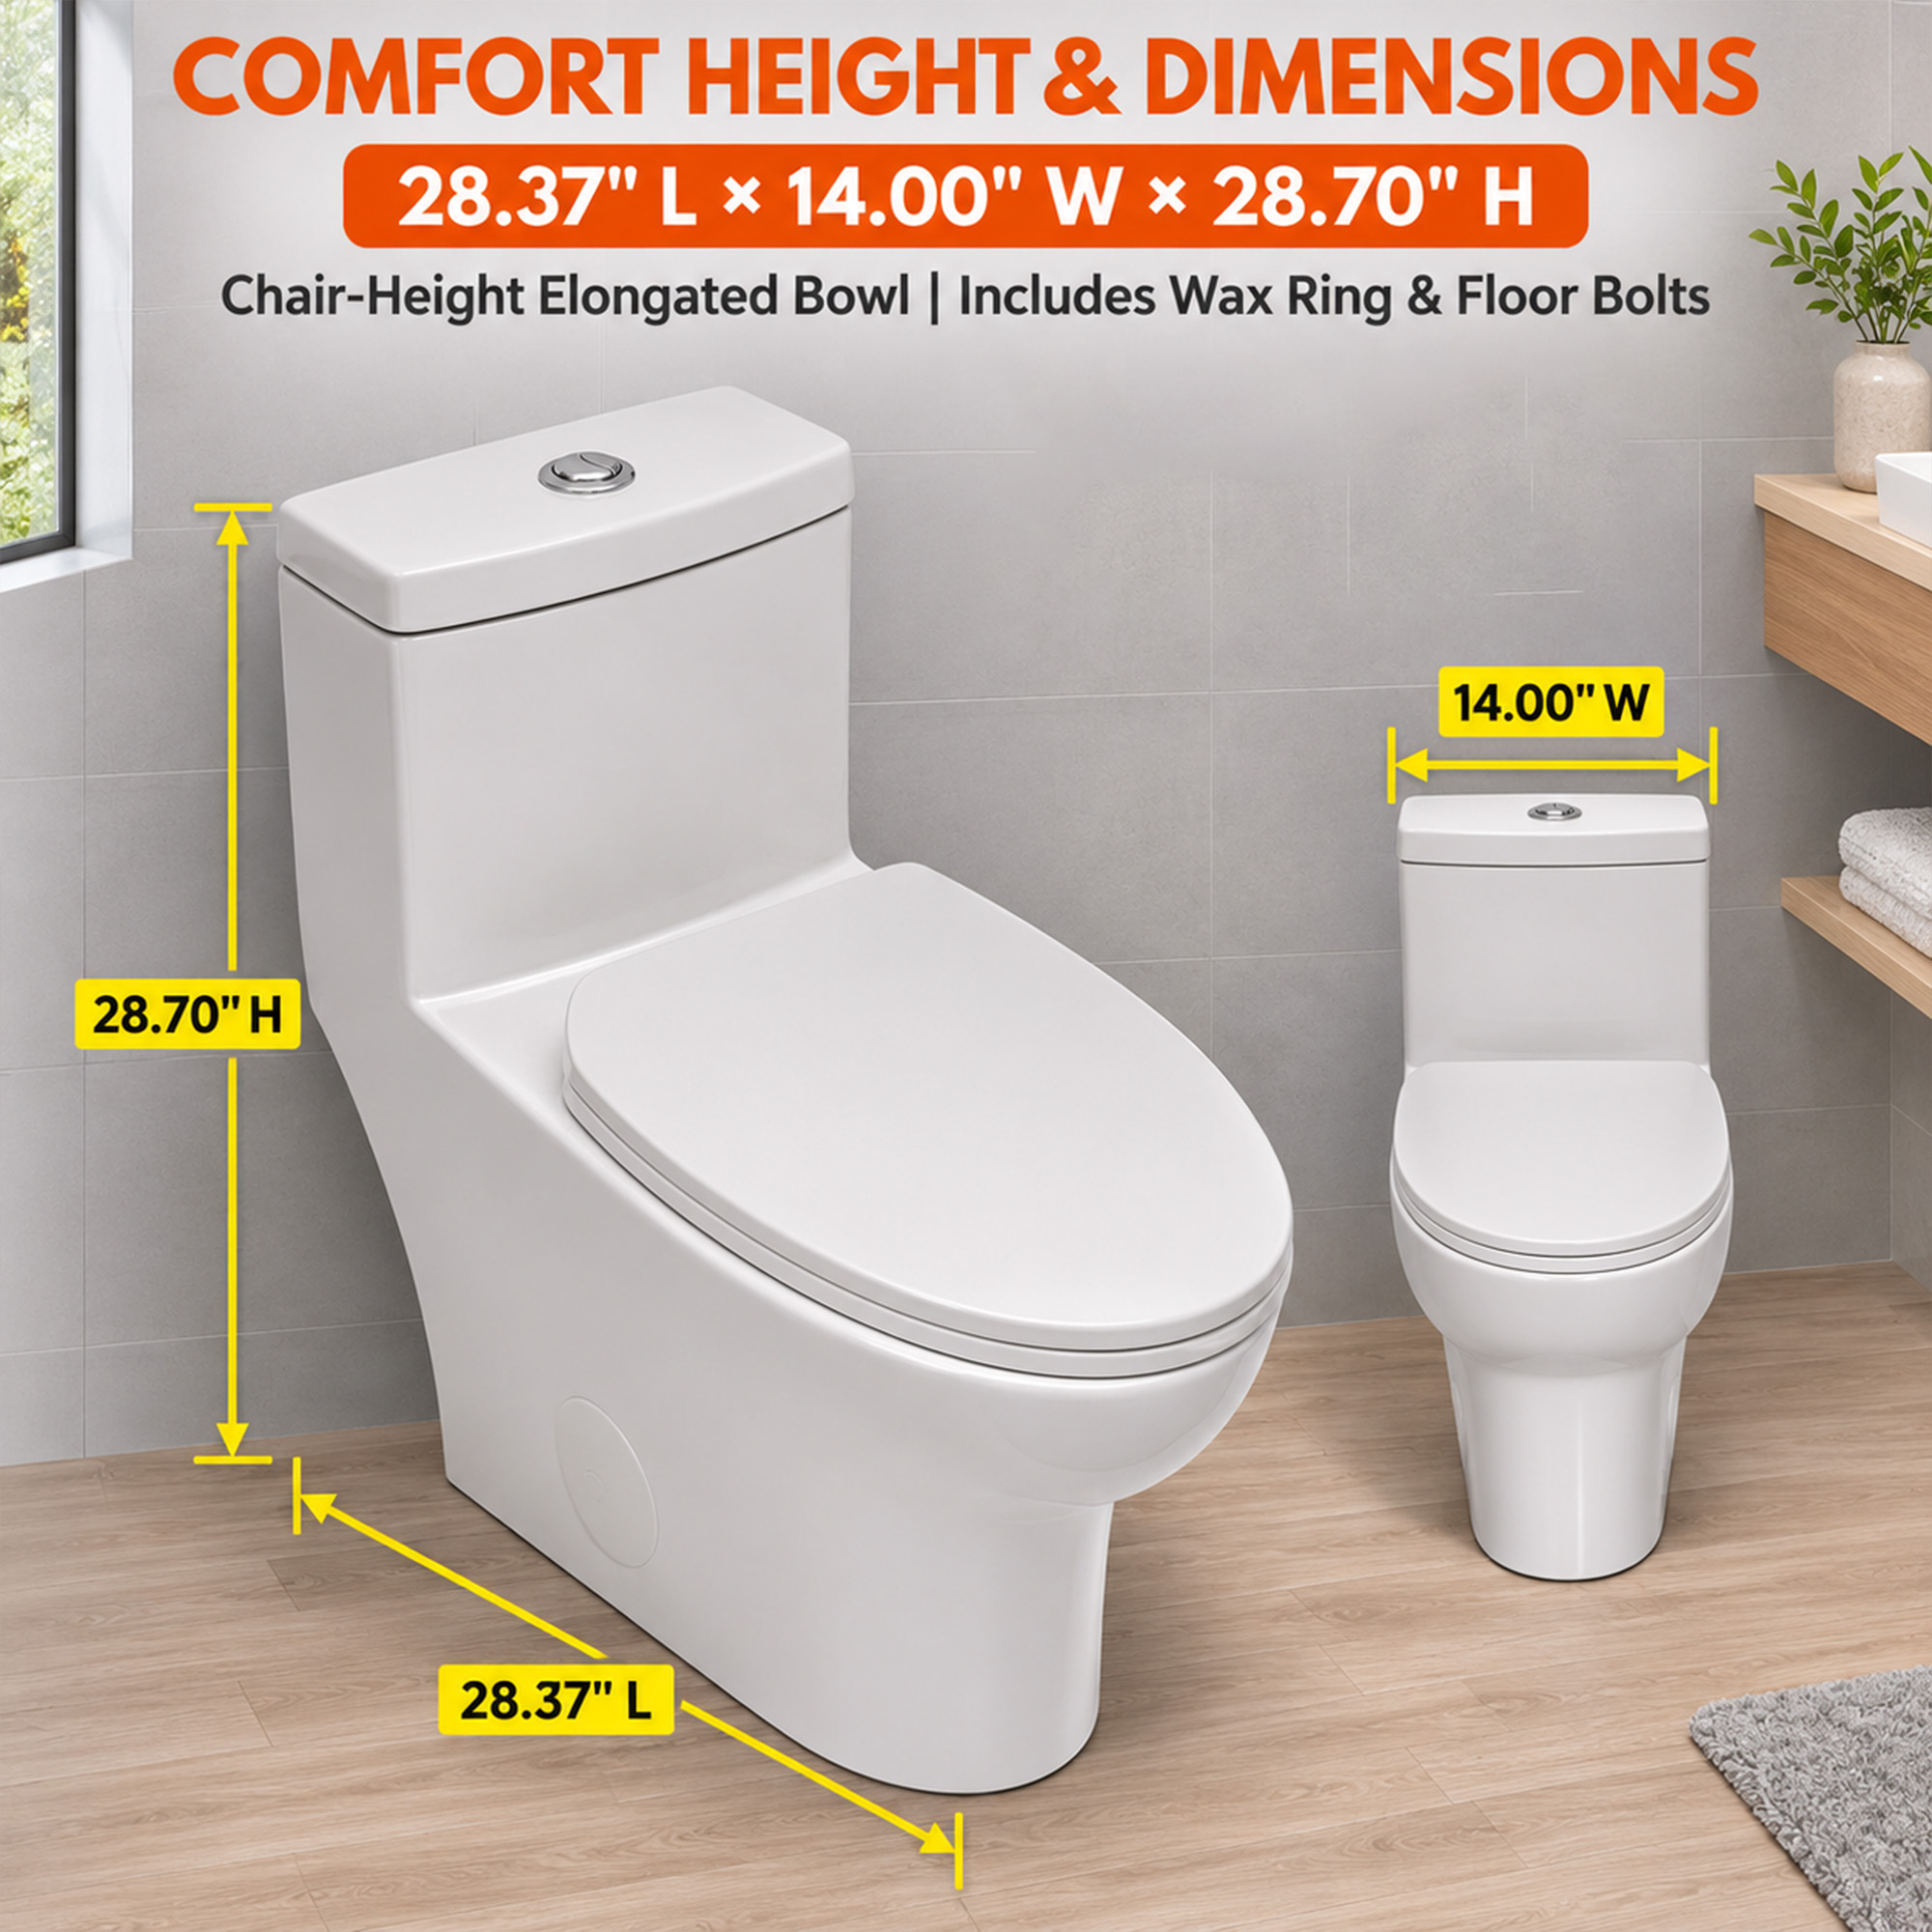 COMFORT HEIGHT & DIMENSIONS
28.37" L × 14.00" W × 28.70" H
Chair-Height Elongated Bowl | Includes Wax Ring & Floor Bolts
14.00" W
28.70" H
28.37" L